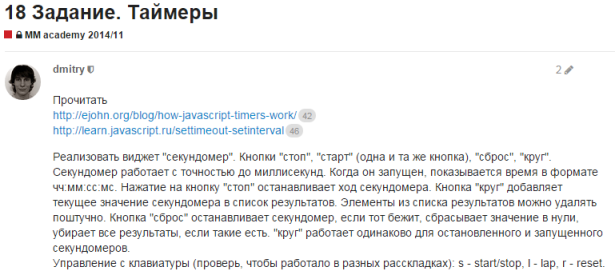 18 Задание. Таймеры
MM academy 2014/11
dmitry
2
Прочитать
http://ejohn.org/blog/how-javascript-timers-work/ 42
http://learn.javascript.ru/settimeout-setinterval 46
Реализовать виджет "секундомер". Кнопки "стоп", "старт" (одна и та же кнопка), "сброс", "круг".
Секундомер работает с точностью до миллисекунд. Когда он запущен, показывается время в формате
чч:мм:сс:мс. Нажатие на кнопку "стоп" останавливает ход секундомера. Кнопка "круг" добавляет
текущее значение секундомера в список результатов. Элементы из списка результатов можно удалять
поштучно. Кнопка "сброс" останавливает секундомер, если тот бежит, сбрасывает значение в нули,
убирает все результаты, если такие есть. "круг" работает одинаково для остановленного и запущенного
секундомеров.
Управление с клавиатуры (проверь, чтобы работало в разных расскладках): s - start/stop, l - lap, r - reset.